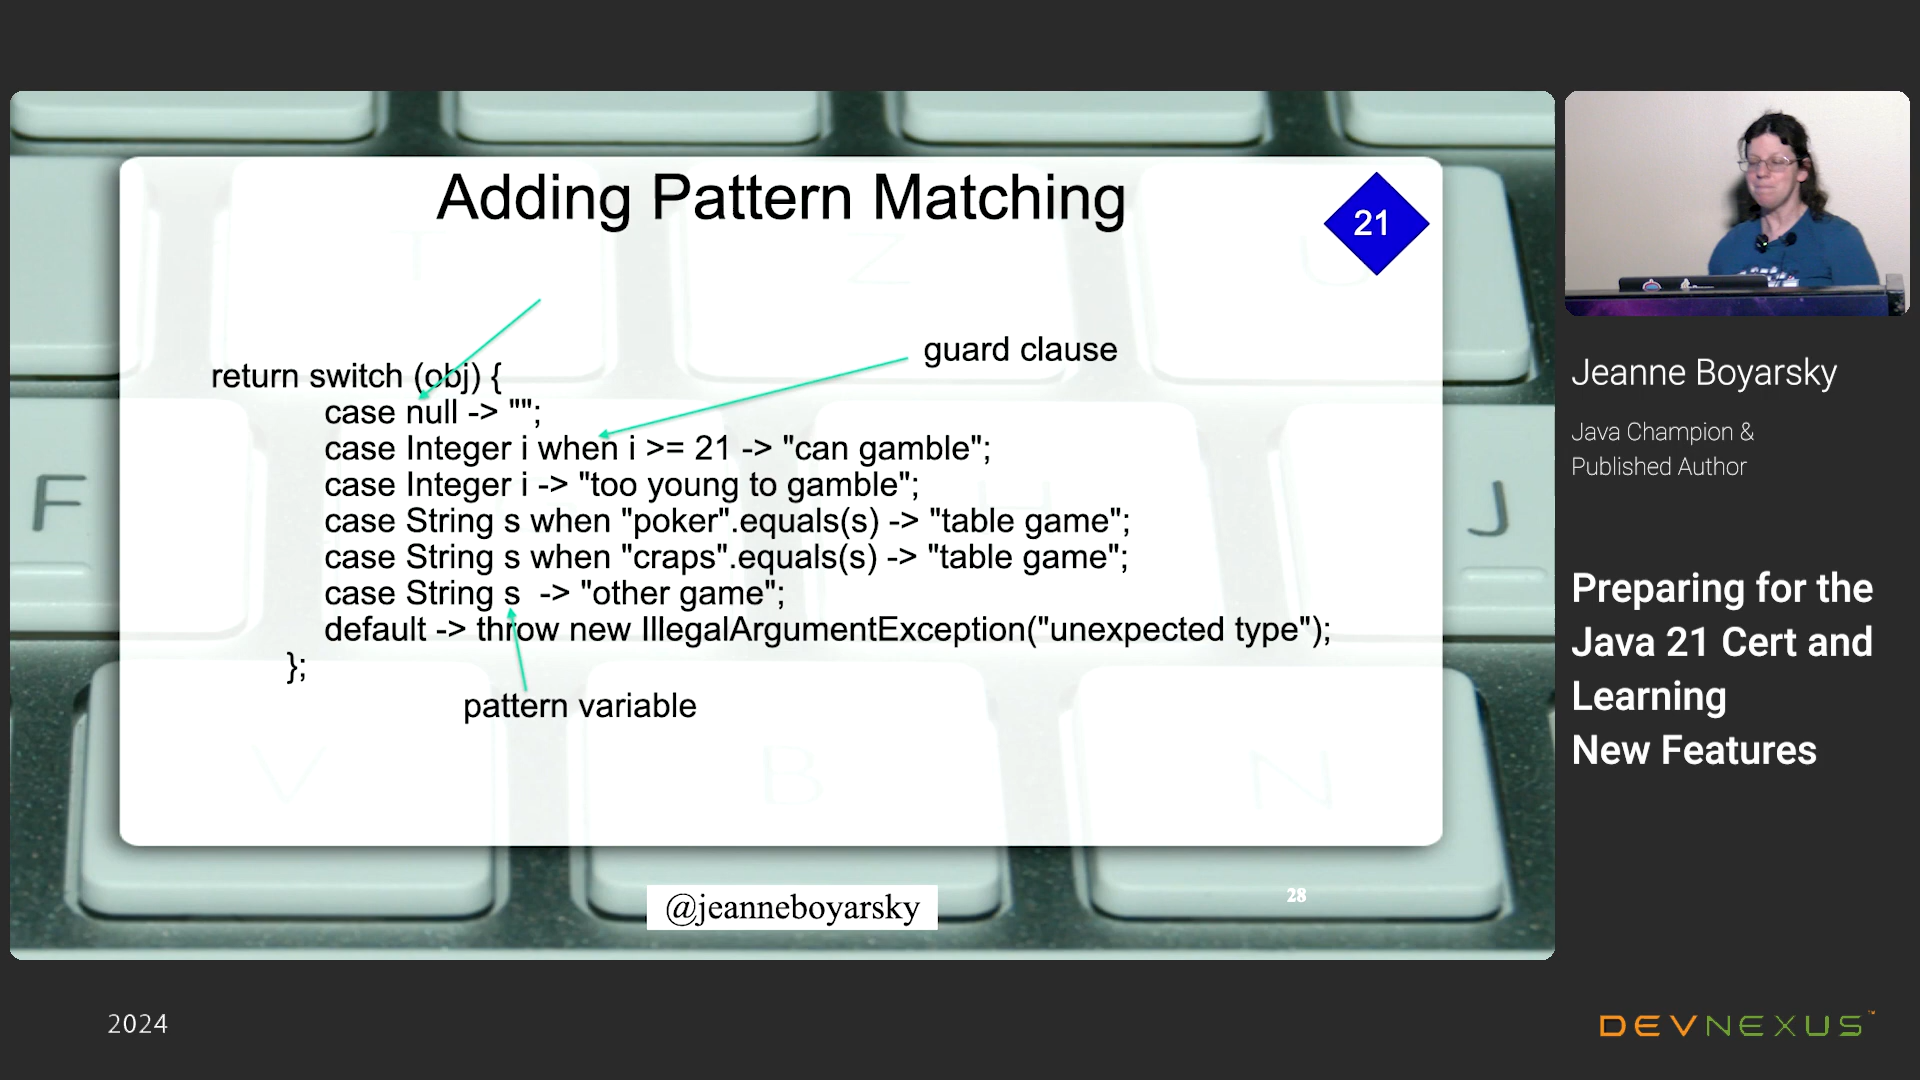 Adding Pattern Matching
21
guard clause
return switch (obj) {
case null -> "";
case Integer i when i >= 21 -> "can gamble";
case Integer i -> "too young to gamble";
case String s when "poker".equals(s) -> "table game";
case String s when "craps".equals(s) -> "table game";
case String s  -> "other game";
default -> throw new IllegalArgumentException("unexpected type");
};
pattern variable
F
J
T
Z
U
H
V
B
N
@jeanneboyarsky
28
Jeanne Boyarsky
Java Champion &
Published Author
Preparing for the
Java 21 Cert and
Learning
New Features
2024
DEVNEXUS™